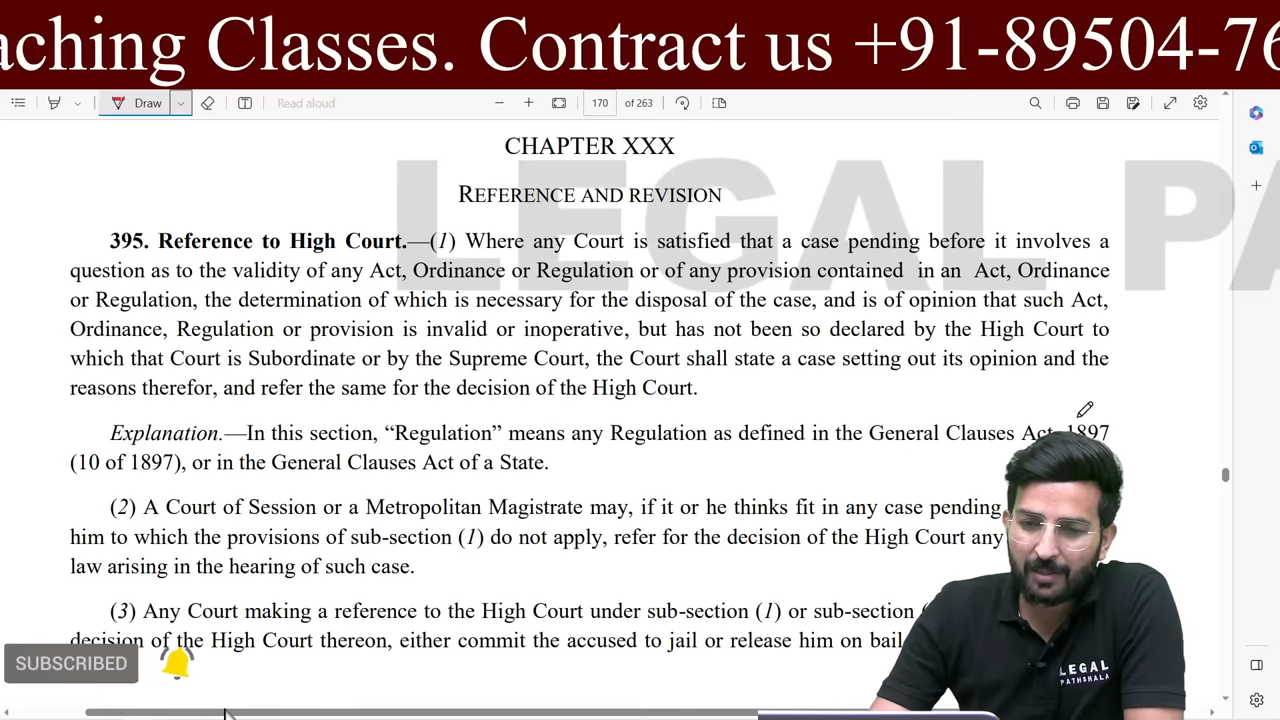 aching Classes. Contract us +91-89504-76
Draw
Read aloud
170 of 263
CHAPTER XXX
LEGAL PA
REFERENCE AND REVISION
395. Reference to High Court.—(1) Where any Court is satisfied that a case pending before it involves a
question as to the validity of any Act, Ordinance or Regulation or of any provision contained in an Act, Ordinance
or Regulation, the determination of which is necessary for the disposal of the case, and is of opinion that such Act,
Ordinance, Regulation or provision is invalid or inoperative, but has not been so declared by the High Court to
which that Court is Subordinate or by the Supreme Court, the Court shall state a case setting out its opinion and the
reasons therefor, and refer the same for the decision of the High Court.
Explanation.—In this section, “Regulation” means any Regulation as defined in the General Clauses Act, 1897
(10 of 1897), or in the General Clauses Act of a State.
(2) A Court of Session or a Metropolitan Magistrate may, if it or he thinks fit in any case pending
him to which the provisions of sub-section (1) do not apply, refer for the decision of the High Court any
law arising in the hearing of such case.
(3) Any Court making a reference to the High Court under sub-section (1) or sub-section
decision of the High Court thereon, either commit the accused to jail or release him on bail
SUBSCRIBED
LEGAL
PATHSHALA